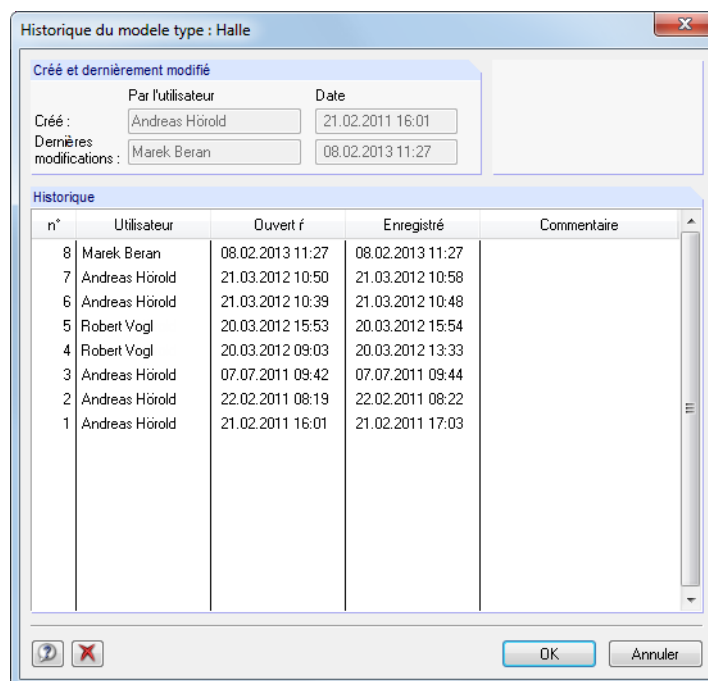 Historique du modele type : Halle
Créé et dernièrement modifié
Par l'utilisateur Date
Créé : Andreas Hörold 21.02.2011 16:01
Dernières modifications : Marek Beran 08.02.2013 11:27
Historique
n° Utilisateur Ouvert ŕ Enregistré Commentaire
8 Marek Beran 08.02.2013 11:27 08.02.2013 11:27
7 Andreas Hörold 21.03.2012 10:50 21.03.2012 10:58
6 Andreas Hörold 21.03.2012 10:39 21.03.2012 10:48
5 Robert Vogl 20.03.2012 15:53 20.03.2012 15:54
4 Robert Vogl 20.03.2012 09:03 20.03.2012 13:33
3 Andreas Hörold 07.07.2011 09:42 07.07.2011 09:44
2 Andreas Hörold 22.02.2011 08:19 22.02.2011 08:22
1 Andreas Hörold 21.02.2011 16:01 21.02.2011 17:03
OK Annuler